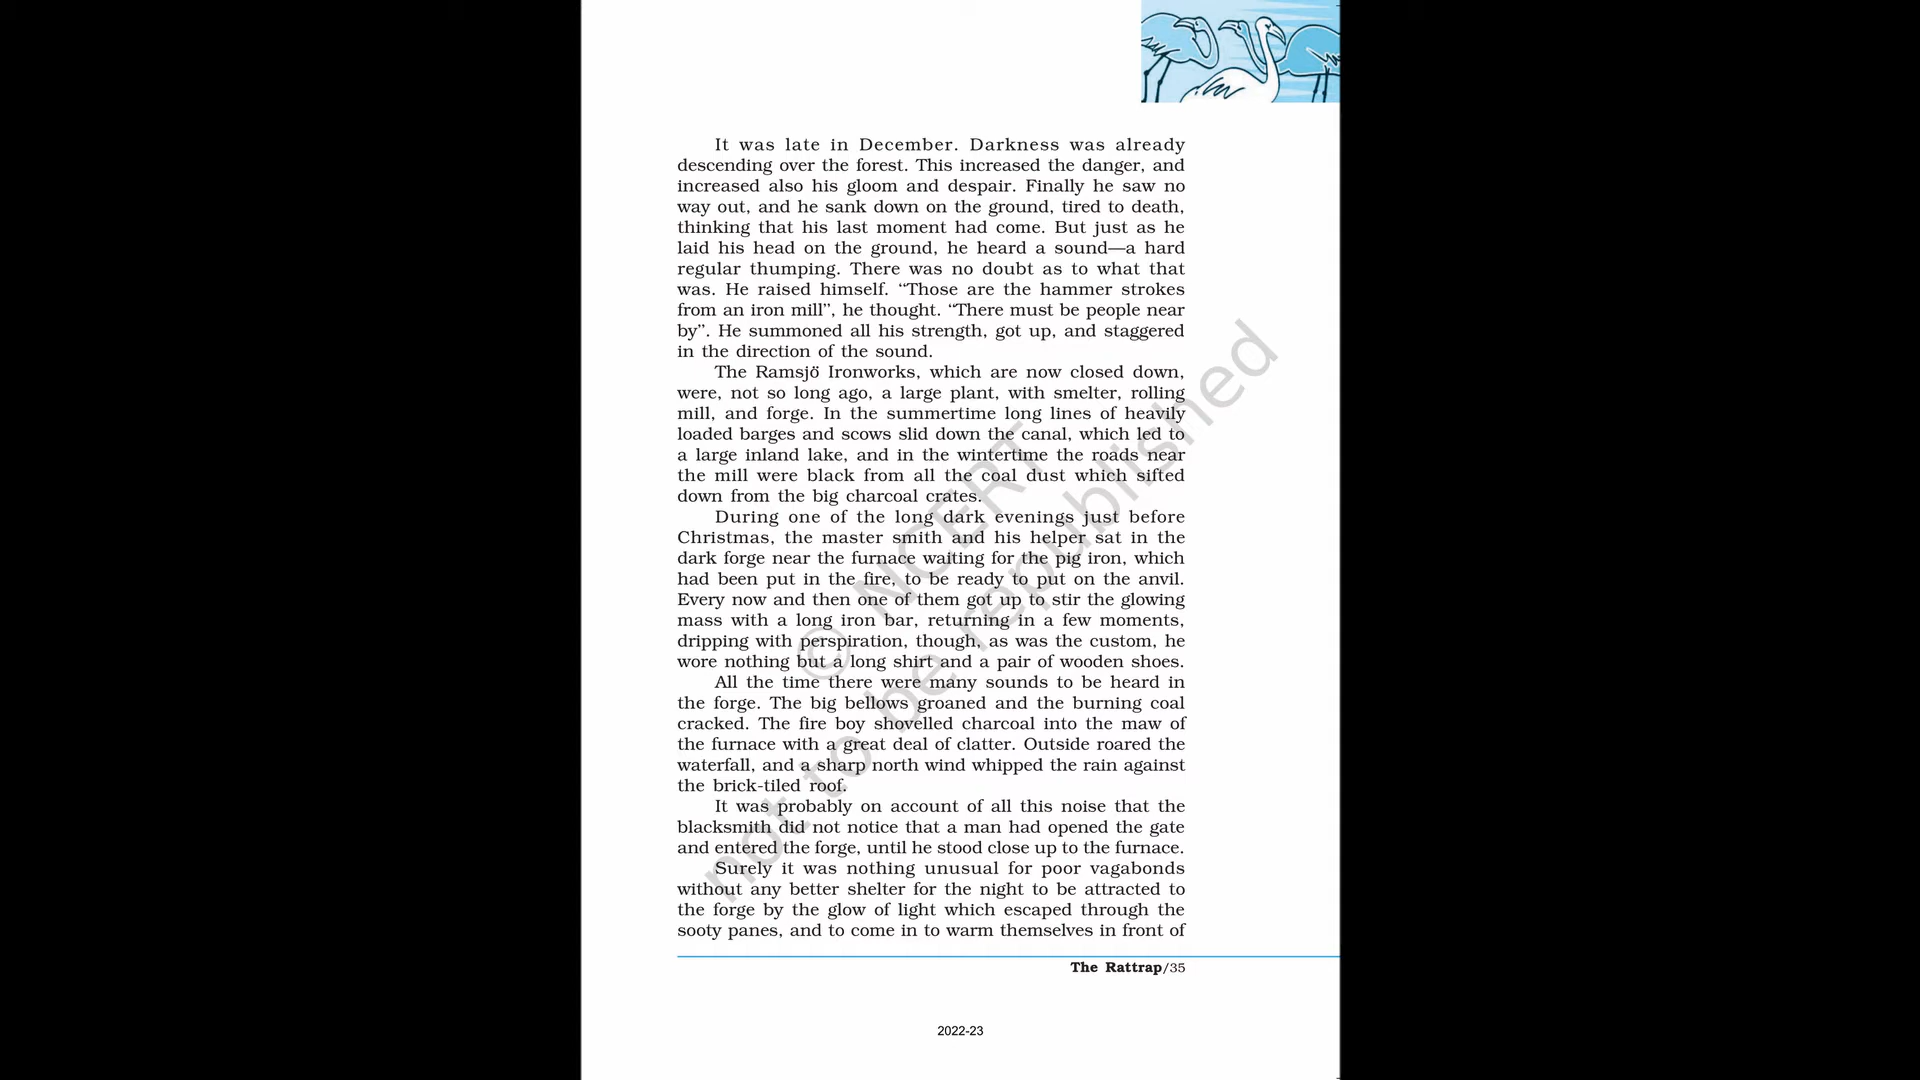 It was late in December. Darkness was already
descending over the forest. This increased the danger, and
increased also his gloom and despair. Finally he saw no
way out, and he sank down on the ground, tired to death,
thinking that his last moment had come. But just as he
laid his head on the ground, he heard a sound—a hard
regular thumping. There was no doubt as to what that
was. He raised himself. “Those are the hammer strokes
from an iron mill”, he thought. “There must be people near
by”. He summoned all his strength, got up, and staggered
in the direction of the sound.
The Ramsjö Ironworks, which are now closed down,
were, not so long ago, a large plant, with smelter, rolling
mill, and forge. In the summertime long lines of heavily
loaded barges and scows slid down the canal, which led to
a large inland lake, and in the wintertime the roads near
the mill were black from all the coal dust which sifted
down from the big charcoal crates.
During one of the long dark evenings just before
Christmas, the master smith and his helper sat in the
dark forge near the furnace waiting for the pig iron, which
had been put in the fire, to be ready to put on the anvil.
Every now and then one of them got up to stir the glowing
mass with a long iron bar, returning in a few moments,
dripping with perspiration, though, as was the custom, he
wore nothing but a long shirt and a pair of wooden shoes.
All the time there were many sounds to be heard in
the forge. The big bellows groaned and the burning coal
cracked. The fire boy shovelled charcoal into the maw of
the furnace with a great deal of clatter. Outside roared the
waterfall, and a sharp north wind whipped the rain against
the brick-tiled roof.
It was probably on account of all this noise that the
blacksmith did not notice that a man had opened the gate
and entered the forge, until he stood close up to the furnace.
Surely it was nothing unusual for poor vagabonds
without any better shelter for the night to be attracted to
the forge by the glow of light which escaped through the
sooty panes, and to come in to warm themselves in front of
The Rattrap/35
2022-23
© NCERT
not to be republished